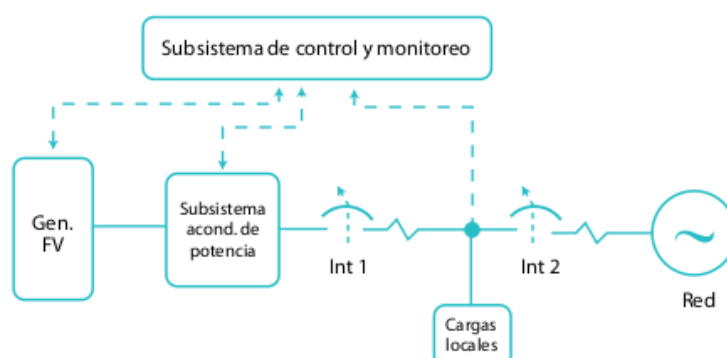 Subsistema de control y monitoreo
Gen.
FV
Subsistema
acond. de
potencia
Int 1
Int 2
Red
Cargas
locales